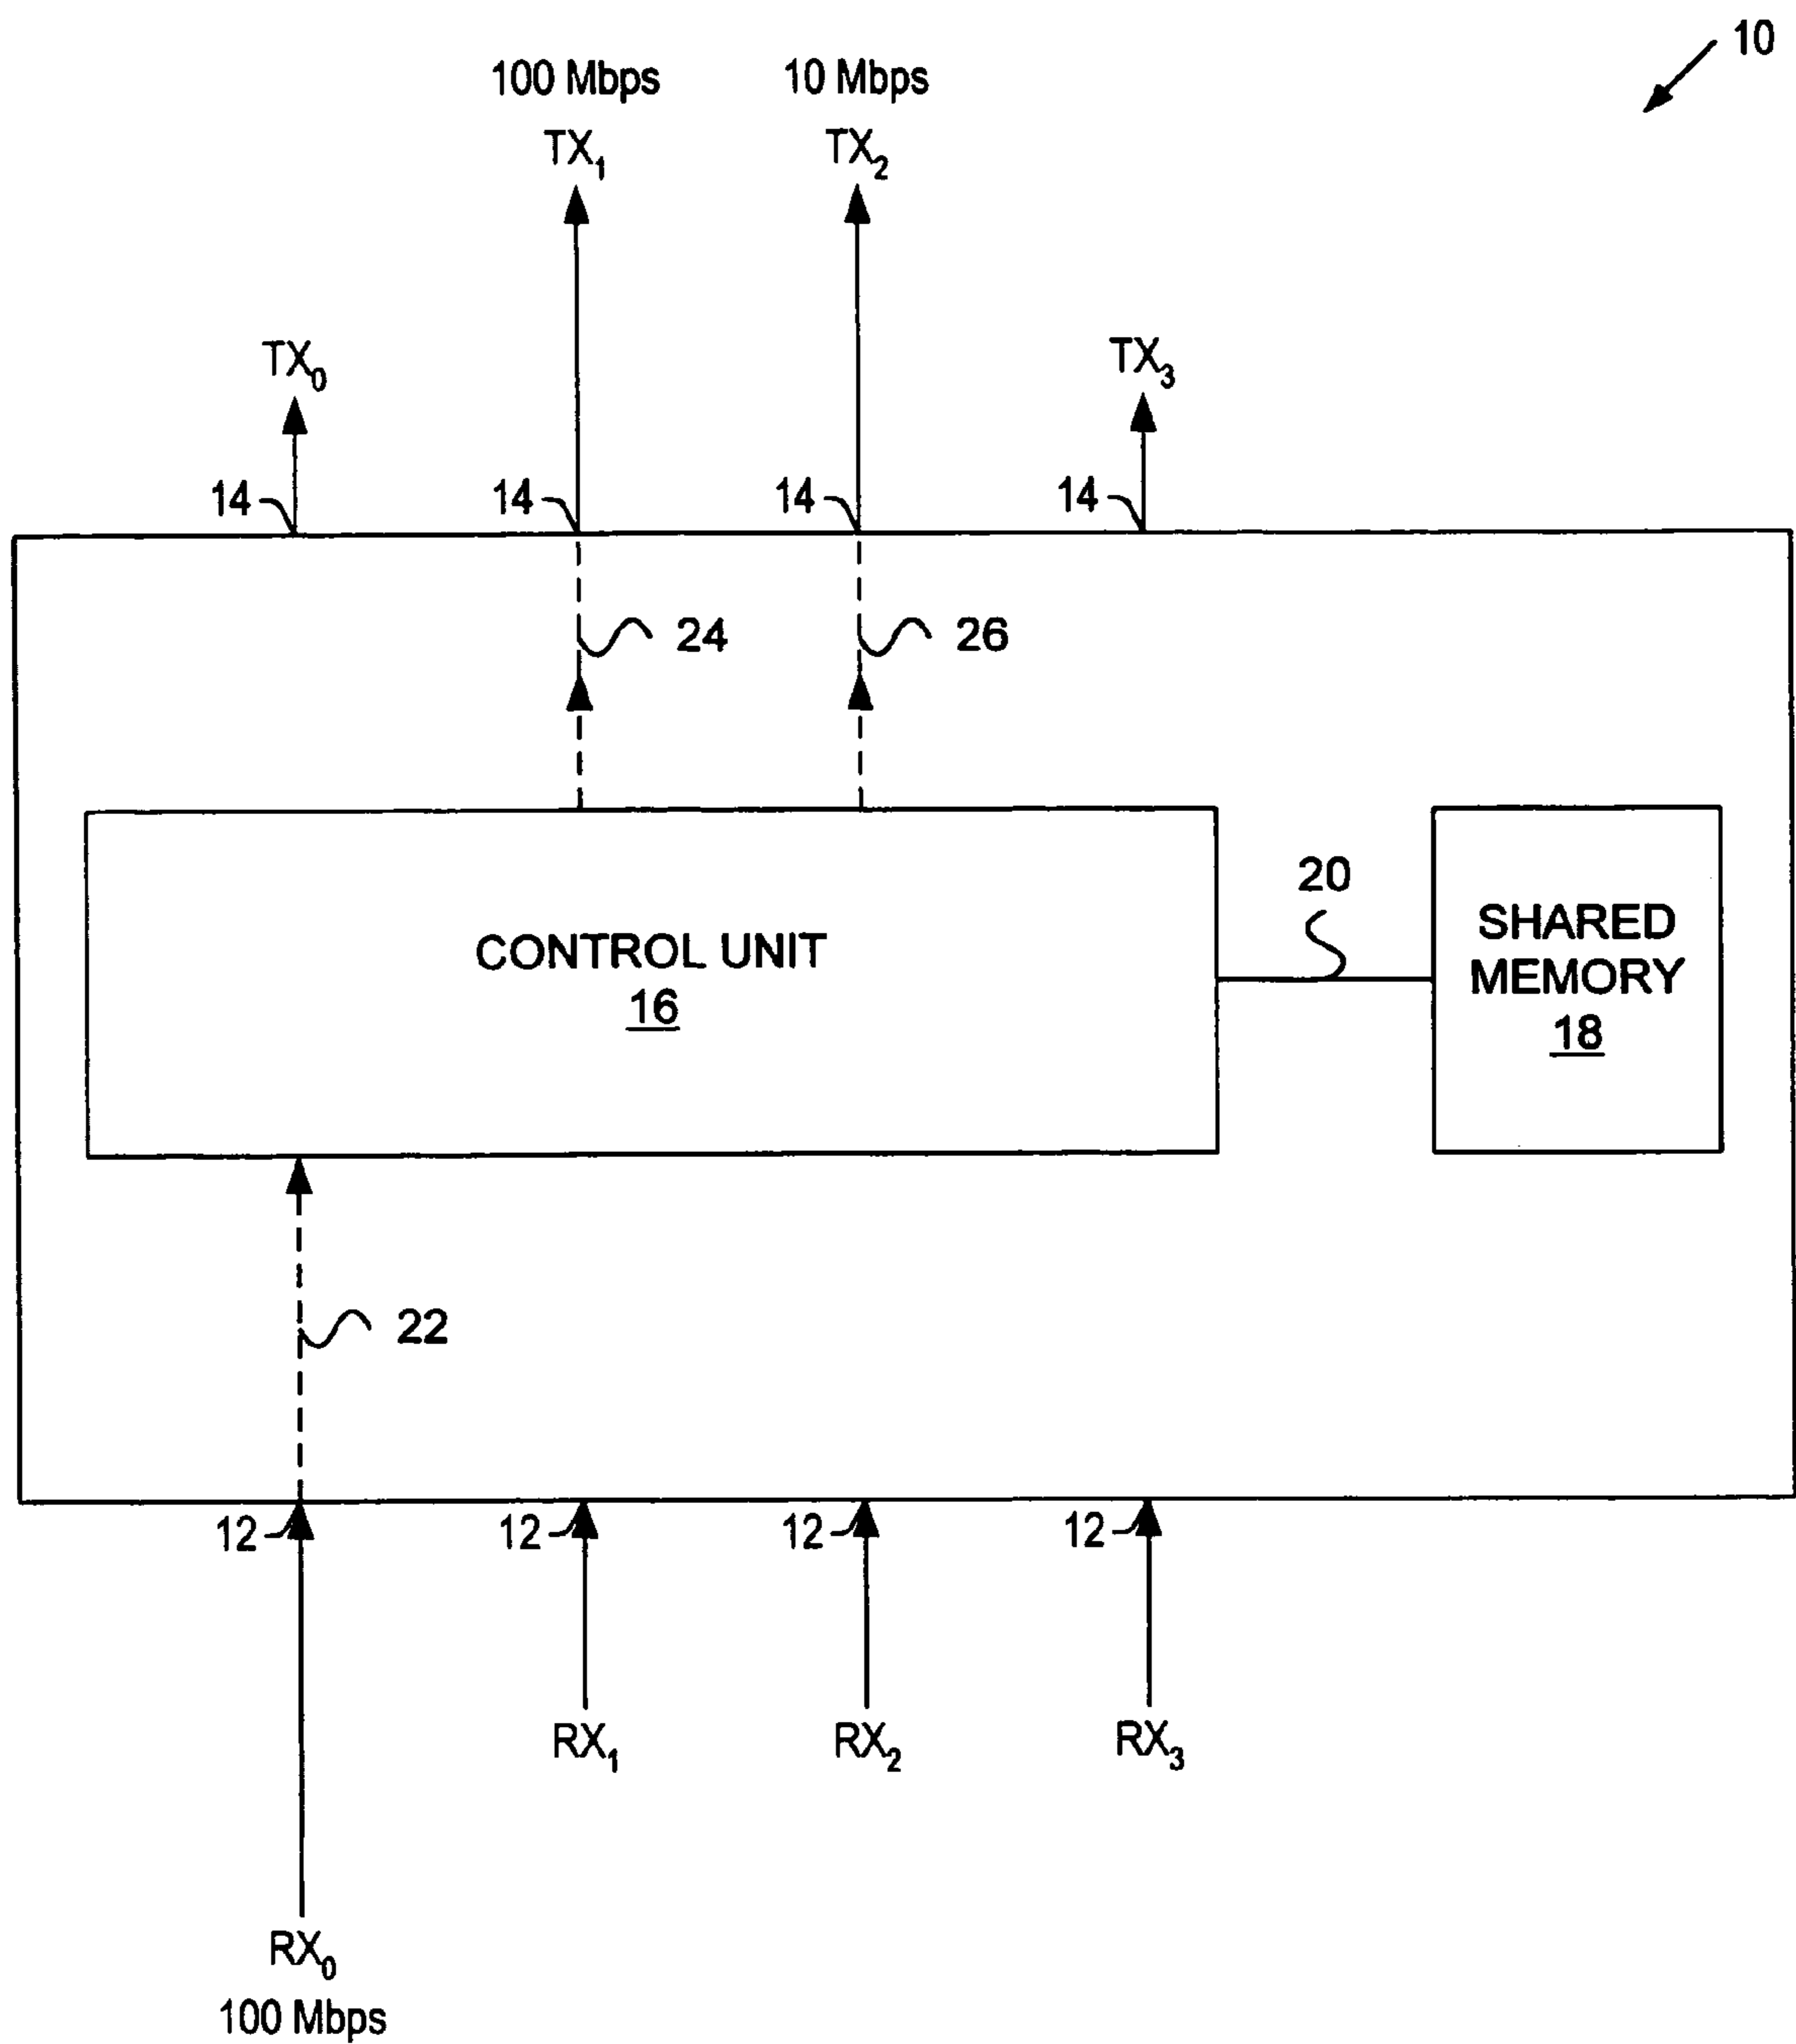 10
100 Mbps 10 Mbps
TX₁ TX₂
TX₀ TX₃
14 14 14 14
24 26
20
CONTROL UNIT
16
SHARED
MEMORY
18
22
12 12 12 12
RX₁ RX₂ RX₃
RX₀
100 Mbps